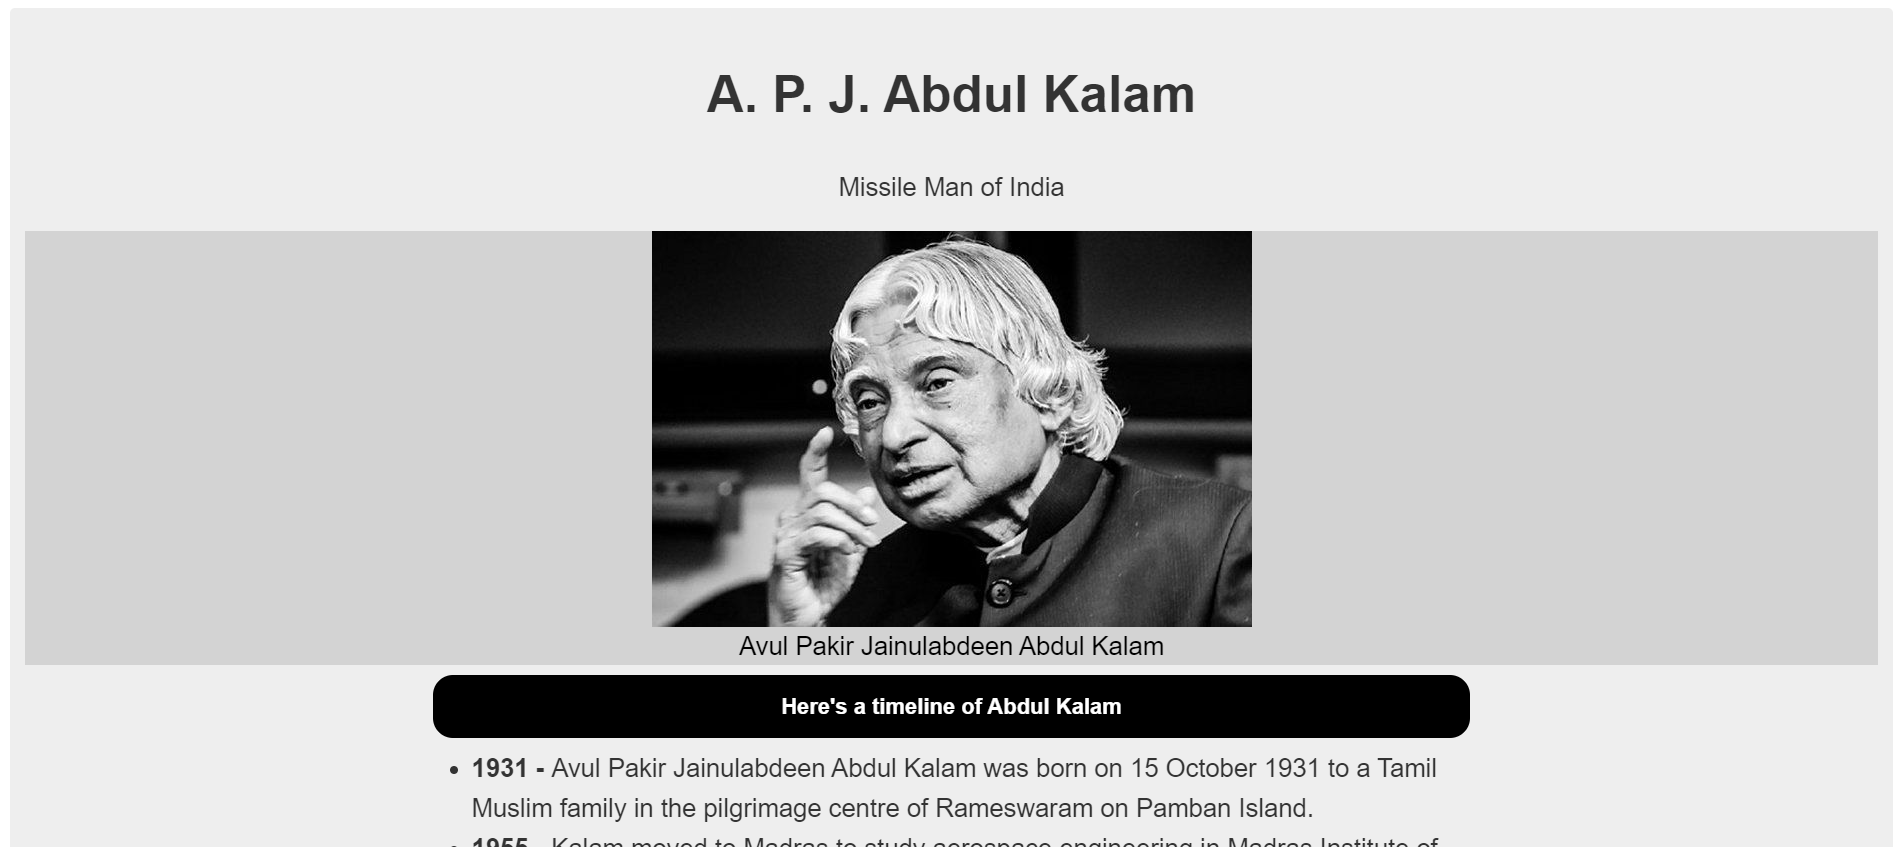 A. P. J. Abdul Kalam
Missile Man of India
Avul Pakir Jainulabdeen Abdul Kalam
Here's a timeline of Abdul Kalam
1931 - Avul Pakir Jainulabdeen Abdul Kalam was born on 15 October 1931 to a Tamil
Muslim family in the pilgrimage centre of Rameswaram on Pamban Island.
1955 - Kalam moved to Madras to study aerospace engineering in Madras Institute of